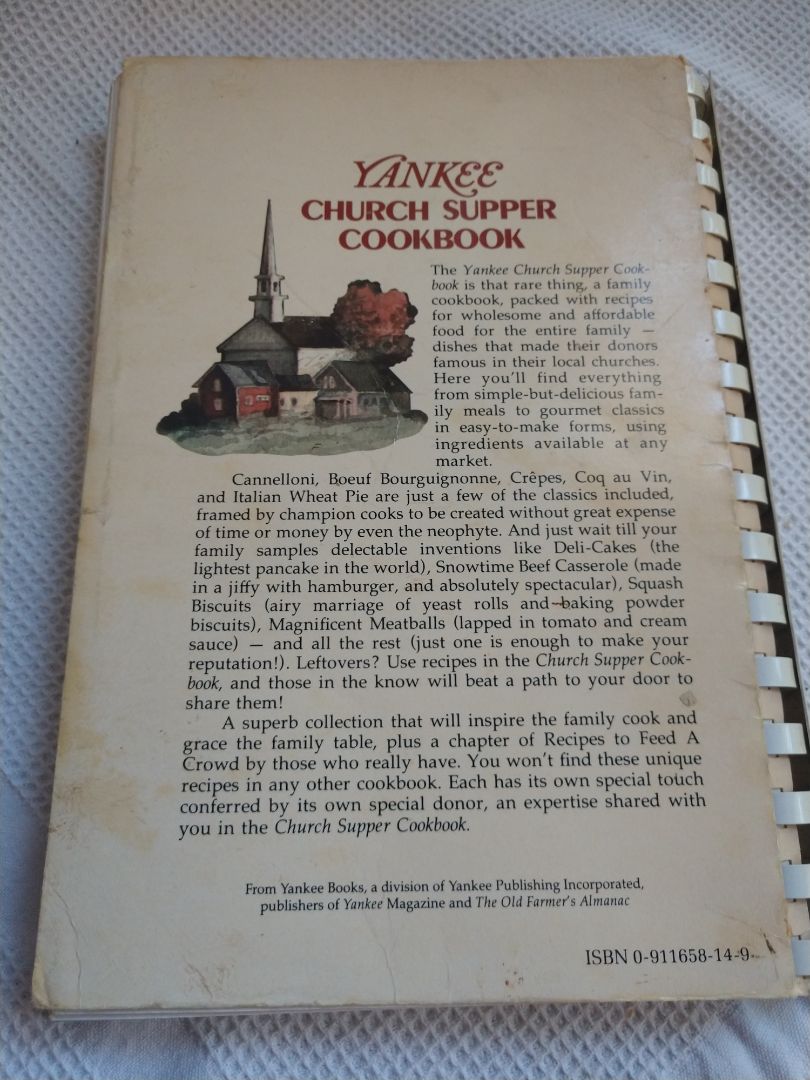 YANKEE
CHURCH SUPPER
COOKBOOK
The Yankee Church Supper Cook-
book is that rare thing, a family
cookbook, packed with recipes
for wholesome and affordable
food for the entire family —
dishes that made their donors
famous in their local churches.
Here you'll find everything
from simple-but-delicious fam-
ily meals to gourmet classics
in easy-to-make forms, using
ingredients available at any
market.
Cannelloni, Boeuf Bourguignonne, Crêpes, Coq au Vin,
and Italian Wheat Pie are just a few of the classics included,
framed by champion cooks to be created without great expense
of time or money by even the neophyte. And just wait till your
family samples delectable inventions like Deli-Cakes (the
lightest pancake in the world), Snowtime Beef Casserole (made
in a jiffy with hamburger, and absolutely spectacular), Squash
Biscuits (airy marriage of yeast rolls and baking powder
biscuits), Magnificent Meatballs (lapped in tomato and cream
sauce) — and all the rest (just one is enough to make your
reputation!). Leftovers? Use recipes in the Church Supper Cook-
book, and those in the know will beat a path to your door to
share them!
A superb collection that will inspire the family cook and
grace the family table, plus a chapter of Recipes to Feed A
Crowd by those who really have. You won't find these unique
recipes in any other cookbook. Each has its own special touch
conferred by its own special donor, an expertise shared with
you in the Church Supper Cookbook.
From Yankee Books, a division of Yankee Publishing Incorporated,
publishers of Yankee Magazine and The Old Farmer's Almanac
ISBN 0-911658-14-9